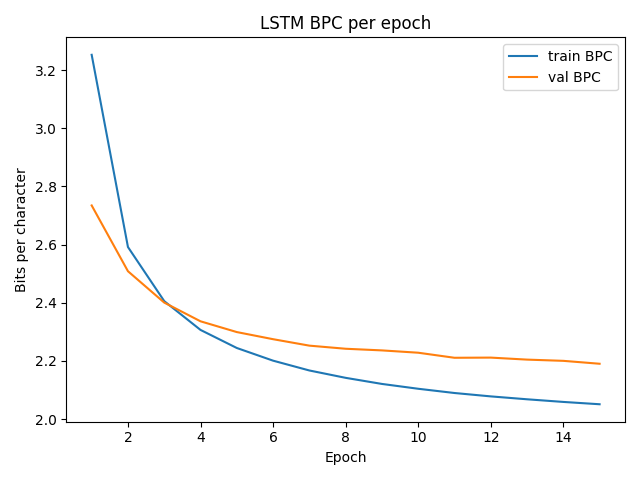 LSTM BPC per epoch
train BPC
val BPC
Bits per character
3.2
3.0
2.8
2.6
2.4
2.2
2.0
2 4 6 8 10 12 14
Epoch